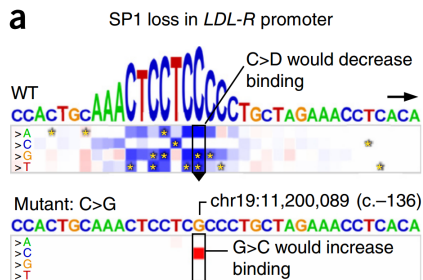 a
SP1 loss in LDL-R promoter
C>D would decrease
binding
WT
CCACTGCAAACTCCTCCCCCTGCTAGAAACCTCACA
>A
>C
>G
>T
Mutant: C>G
chr19:11,200,089 (c.–136)
CCACTGCAAACTCCTCGCCCTGCTAGAAACCTCACA
>A
>C
>G
>T
G>C would increase
binding